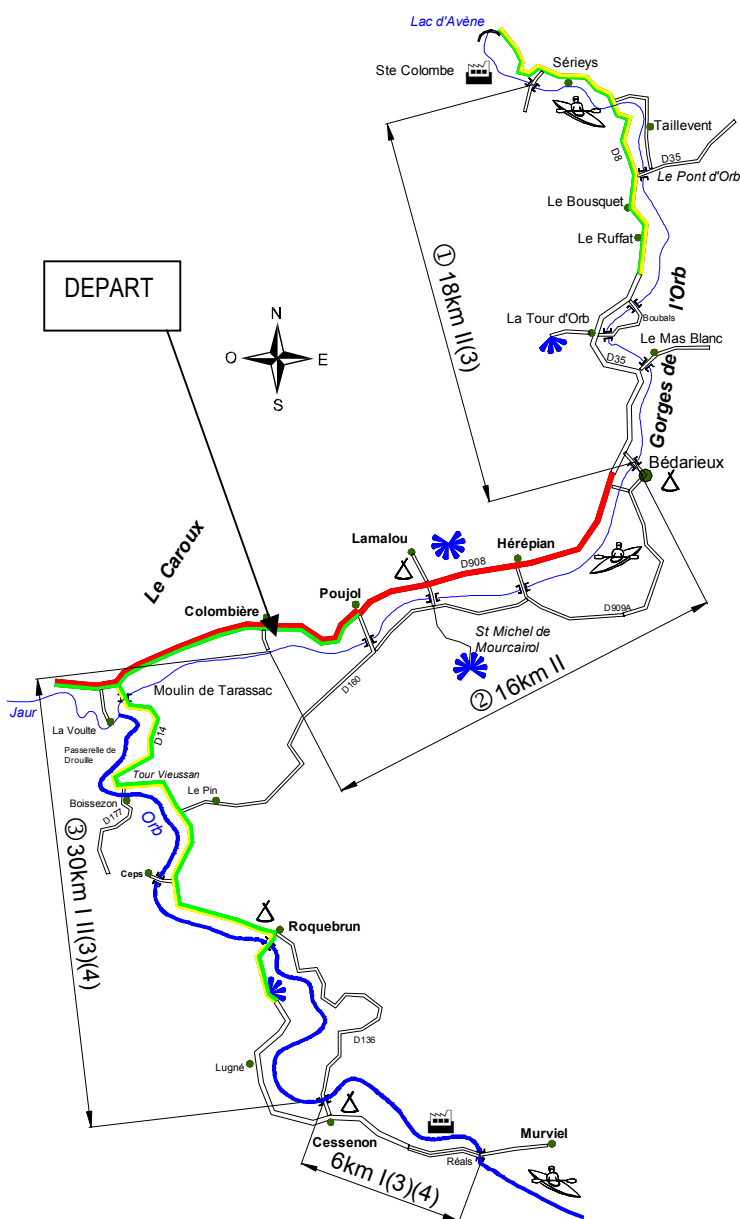 Lac d'Avène
Sérieys
Ste Colombe
Taillevent
D8
D35
Le Pont d'Orb
Le Bousquet
Le Ruffat
① 18km II(3)
DEPART
N
O
E
S
l'Orb
Gorges de
Boubals
La Tour d'Orb
Le Mas Blanc
D35
Bédarieux
Le Caroux
Lamalou
Hérépian
D908
Colombière
Poujol
D909A
St Michel de
Mourcairol
② 16km II
D160
Moulin de Tarassac
Jaur
La Voulte
D14
Passerelle de
Drouille
Tour Vieussan
Le Pin
Boissezon
D177
Orb
③ 30km I II(3)(4)
Ceps
Roquebrun
D136
Lugné
Cessenon
Murviel
Réals
6km I(3)(4)